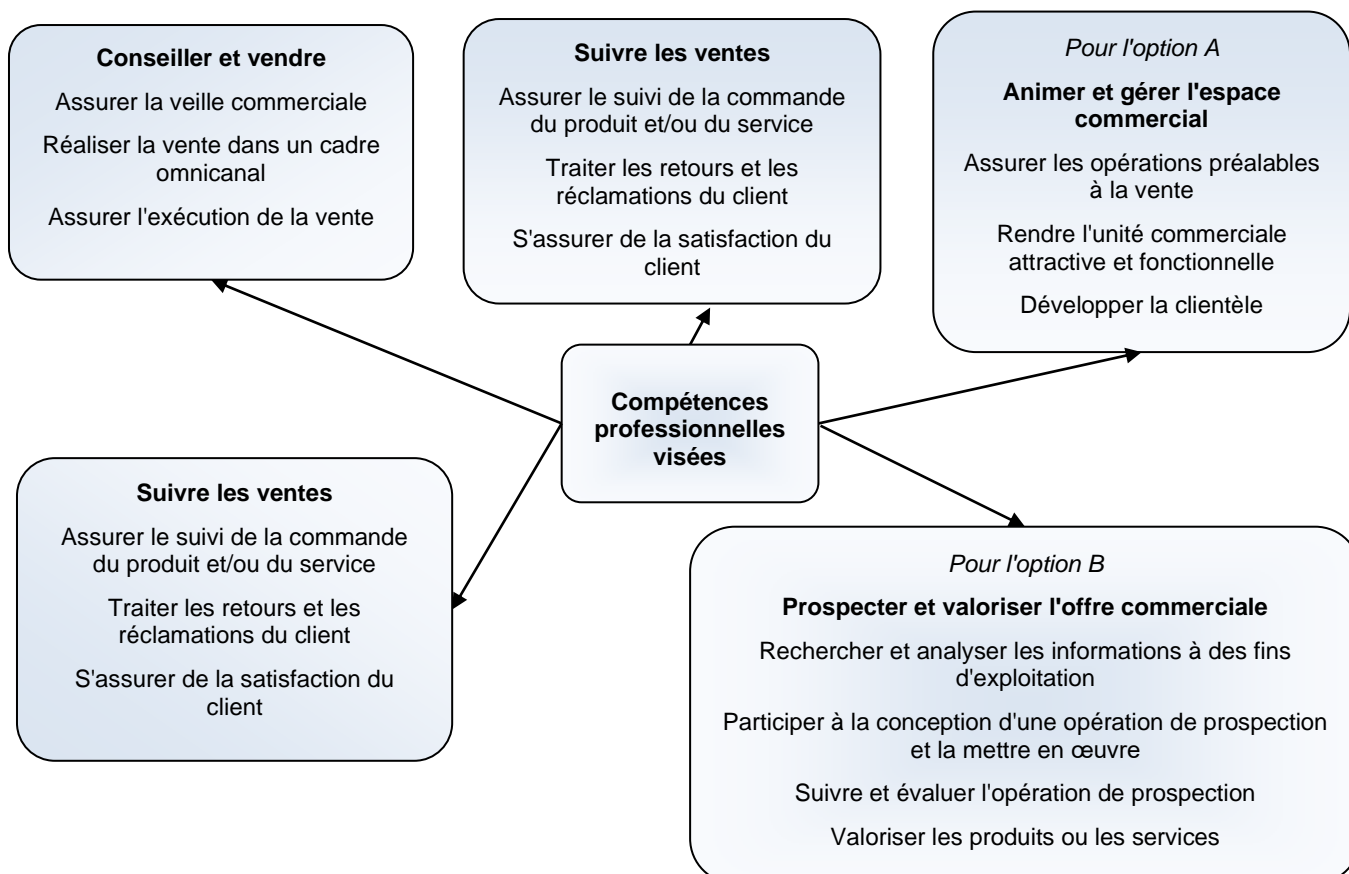 Conseiller et vendre
Assurer la veille commerciale
Réaliser la vente dans un cadre
omnicanal
Assurer l'exécution de la vente
Suivre les ventes
Assurer le suivi de la commande
du produit et/ou du service
Traiter les retours et les
réclamations du client
S'assurer de la satisfaction du
client
Pour l'option A
Animer et gérer l'espace
commercial
Assurer les opérations préalables
à la vente
Rendre l'unité commerciale
attractive et fonctionnelle
Développer la clientèle
Compétences
professionnelles
visées
Suivre les ventes
Assurer le suivi de la commande
du produit et/ou du service
Traiter les retours et les
réclamations du client
S'assurer de la satisfaction du
client
Pour l'option B
Prospecter et valoriser l'offre commerciale
Rechercher et analyser les informations à des fins
d'exploitation
Participer à la conception d'une opération de prospection
et la mettre en œuvre
Suivre et évaluer l'opération de prospection
Valoriser les produits ou les services